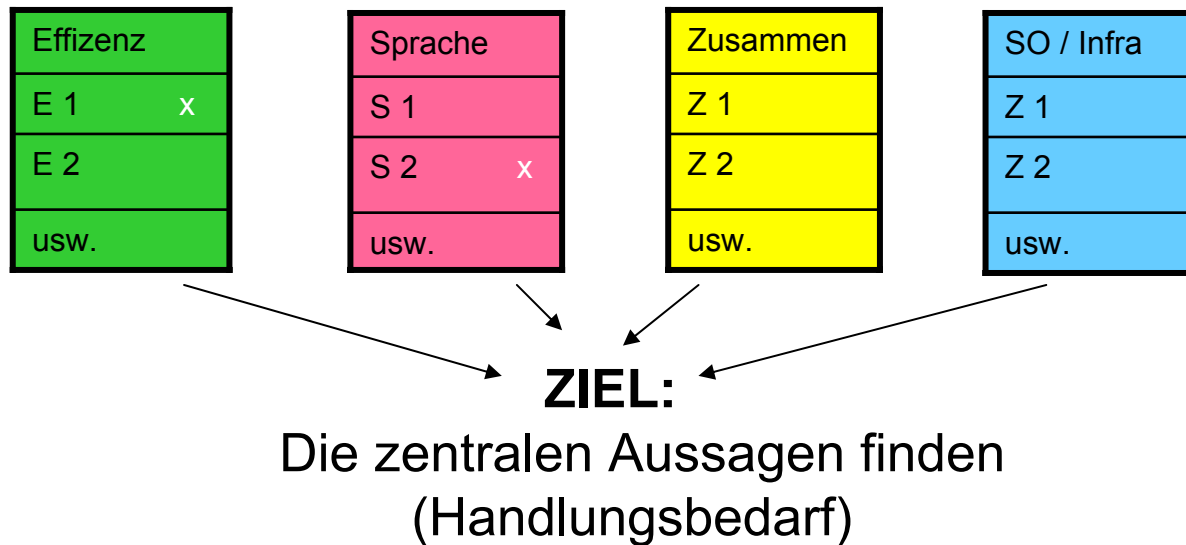 Effizenz
E 1 x
E 2
usw.
Sprache
S 1
S 2 x
usw.
Zusammen
Z 1
Z 2
usw.
SO / Infra
Z 1
Z 2
usw.
ZIEL:
Die zentralen Aussagen finden
(Handlungsbedarf)